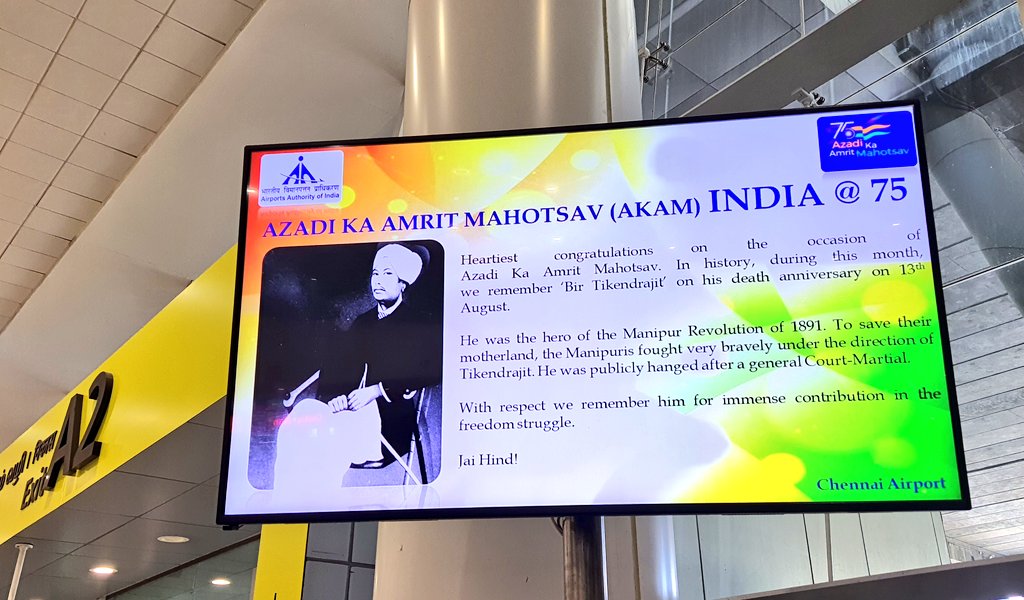 भारतीय विमानपत्तन प्राधिकरण
Airports Authority of India
75
Azadi Ka
Amrit Mahotsav
AZADI KA AMRIT MAHOTSAV (AKAM) INDIA @ 75
Heartiest congratulations on the occasion of
Azadi Ka Amrit Mahotsav. In history, during this month,
we remember ‘Bir Tikendrajit’ on his death anniversary on 13th
August.
He was the hero of the Manipur Revolution of 1891. To save their
motherland, the Manipuris fought very bravely under the direction of
Tikendrajit. He was publicly hanged after a general Court-Martial.
With respect we remember him for immense contribution in the
freedom struggle.
Jai Hind!
Chennai Airport
Exit A2